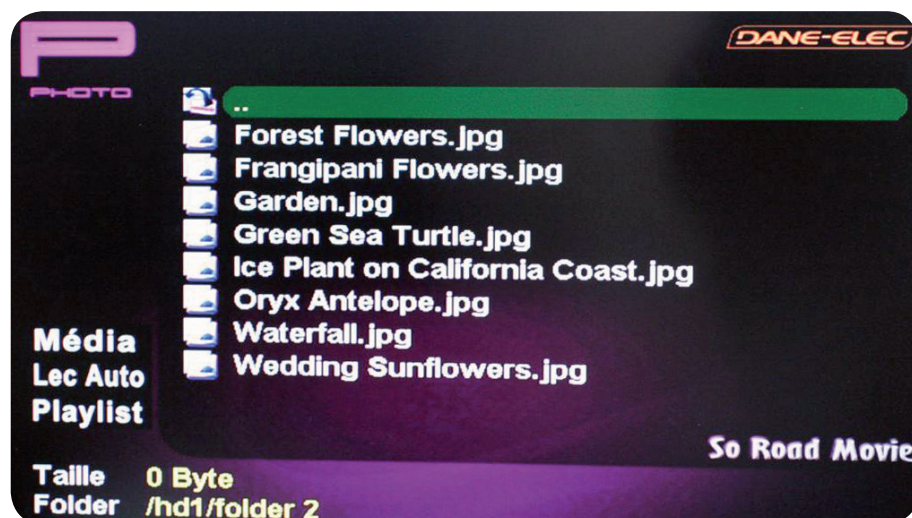 P
PHOTO
DANE-ELEC
..
Forest Flowers.jpg
Frangipani Flowers.jpg
Garden.jpg
Green Sea Turtle.jpg
Ice Plant on California Coast.jpg
Oryx Antelope.jpg
Waterfall.jpg
Wedding Sunflowers.jpg
Média
Lec Auto
Playlist
So Road Movie
Taille 0 Byte
Folder /hd1/folder 2